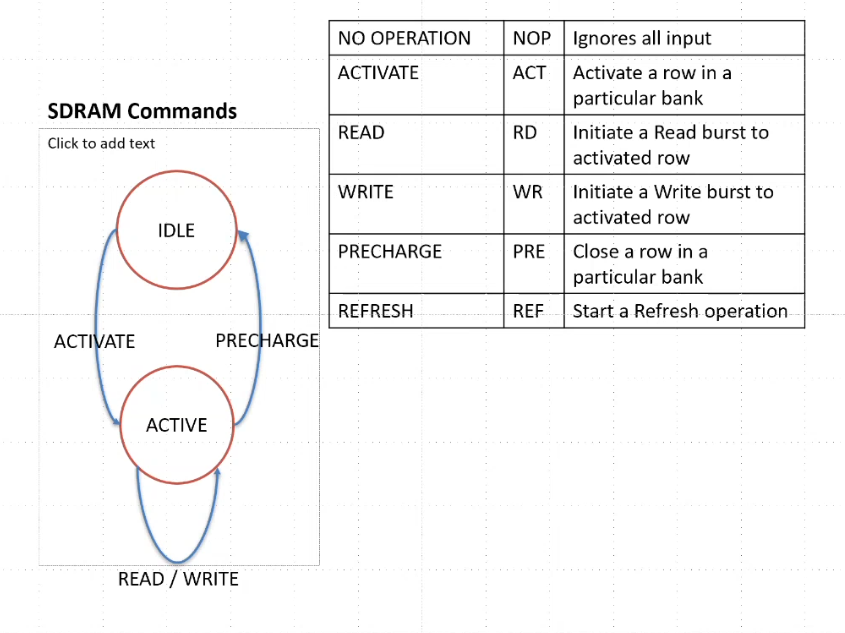 SDRAM Commands
Click to add text
IDLE
ACTIVATE
PRECHARGE
ACTIVE
READ / WRITE
NO OPERATION NOP Ignores all input
ACTIVATE ACT Activate a row in a
particular bank
READ RD Initiate a Read burst to
activated row
WRITE WR Initiate a Write burst to
activated row
PRECHARGE PRE Close a row in a
particular bank
REFRESH REF Start a Refresh operation